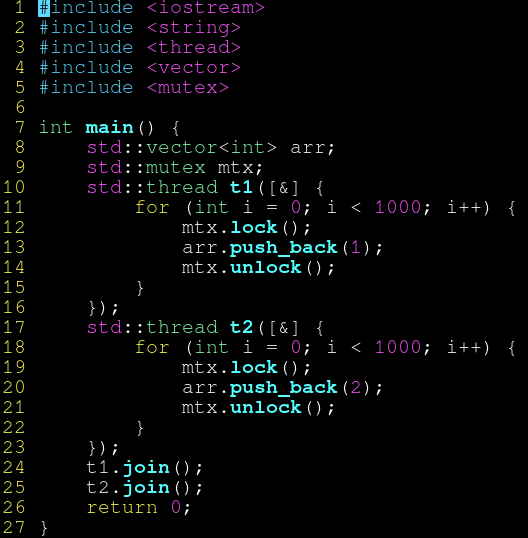 1 #include <iostream>
2 #include <string>
3 #include <thread>
4 #include <vector>
5 #include <mutex>
6
7 int main() {
8     std::vector<int> arr;
9     std::mutex mtx;
10     std::thread t1([&] {
11         for (int i = 0; i < 1000; i++) {
12             mtx.lock();
13             arr.push_back(1);
14             mtx.unlock();
15         }
16     });
17     std::thread t2([&] {
18         for (int i = 0; i < 1000; i++) {
19             mtx.lock();
20             arr.push_back(2);
21             mtx.unlock();
22         }
23     });
24     t1.join();
25     t2.join();
26     return 0;
27 }